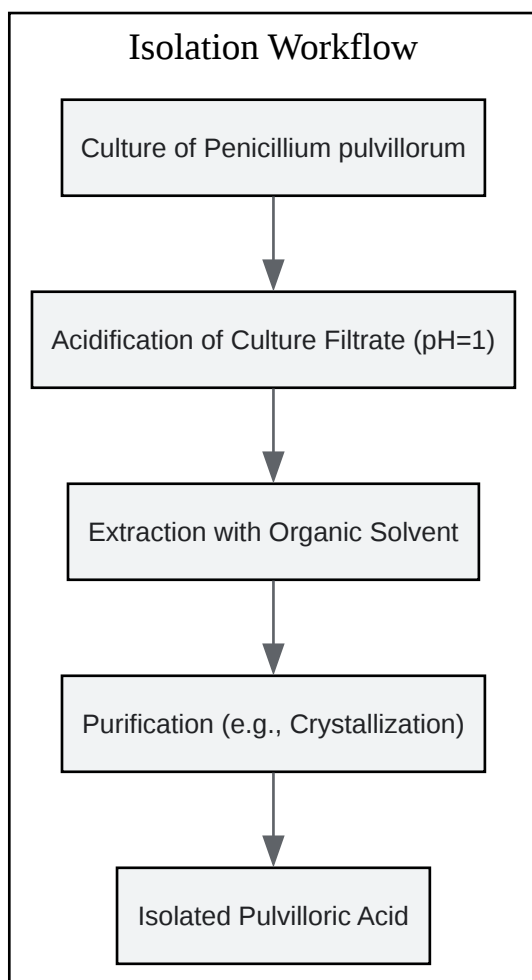 Isolation Workflow
Culture of Penicillium pulvillorum
Acidification of Culture Filtrate (pH=1)
Extraction with Organic Solvent
Purification (e.g., Crystallization)
Isolated Pulvilloric Acid